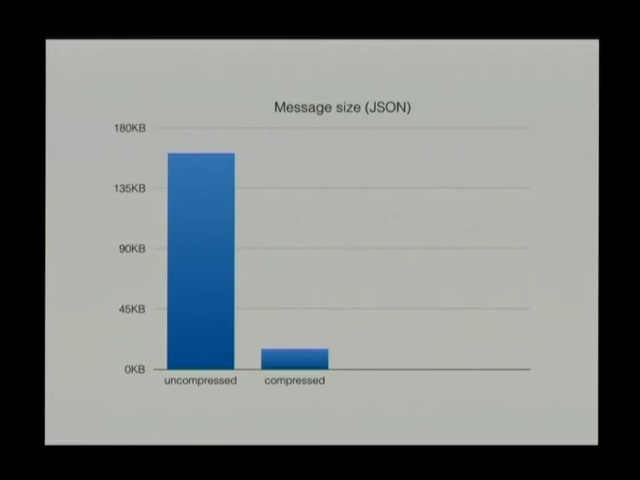 Message size (JSON)
180KB
135KB
90KB
45KB
0KB
uncompressed compressed